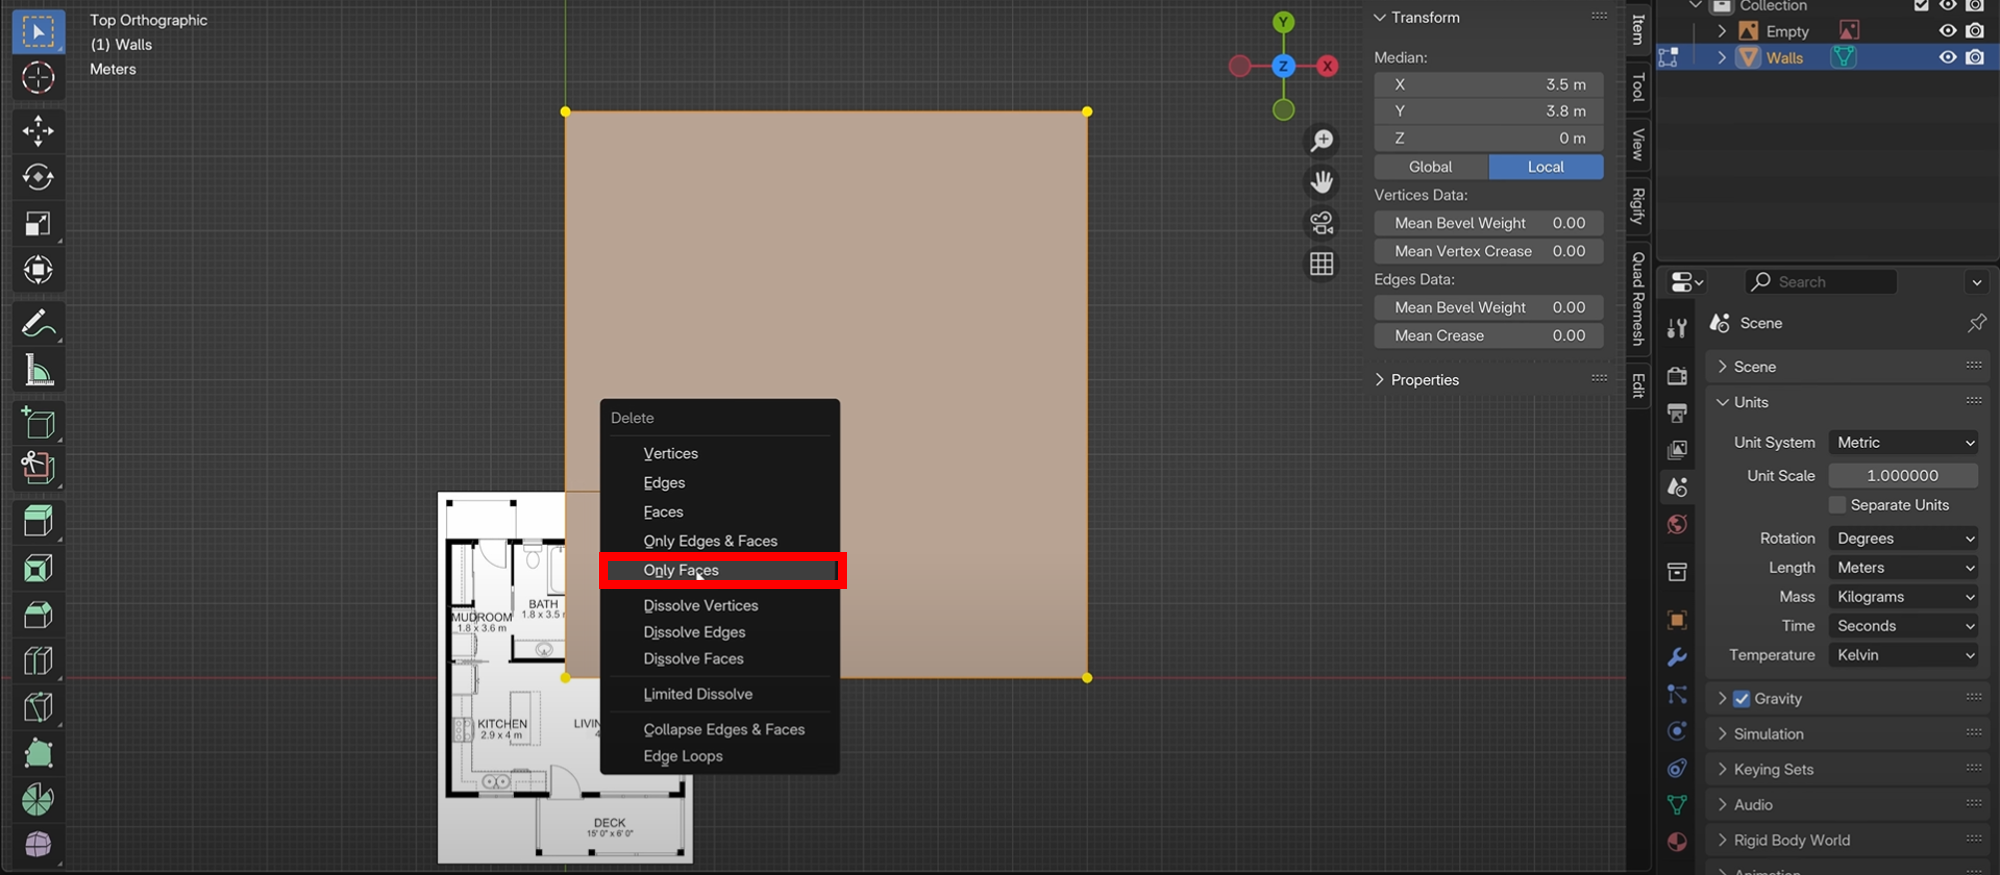 Top Orthographic
(1) Walls
Meters
Y
Z
X
Transform
Median:
X 3.5 m
Y 3.8 m
Z 0 m
Global Local
Vertices Data:
Mean Bevel Weight 0.00
Mean Vertex Crease 0.00
Edges Data:
Mean Bevel Weight 0.00
Mean Crease 0.00
Properties
Item
Tool
View
Rigify
Quad Remesh
Edit
Collection
Empty
Walls
Search
Scene
Scene
Units
Unit System Metric
Unit Scale 1.000000
Separate Units
Rotation Degrees
Length Meters
Mass Kilograms
Time Seconds
Temperature Kelvin
Gravity
Simulation
Keying Sets
Audio
Rigid Body World
Animation
Delete
Vertices
Edges
Faces
Only Edges & Faces
Only Faces
Dissolve Vertices
Dissolve Edges
Dissolve Faces
Limited Dissolve
Collapse Edges & Faces
Edge Loops
BATH
1.8 x 3.5
MUDROOM
1.8 x 3.6 m
KITCHEN
2.9 x 4 m
LIVIN
4
DECK
15' 0" x 6' 0"